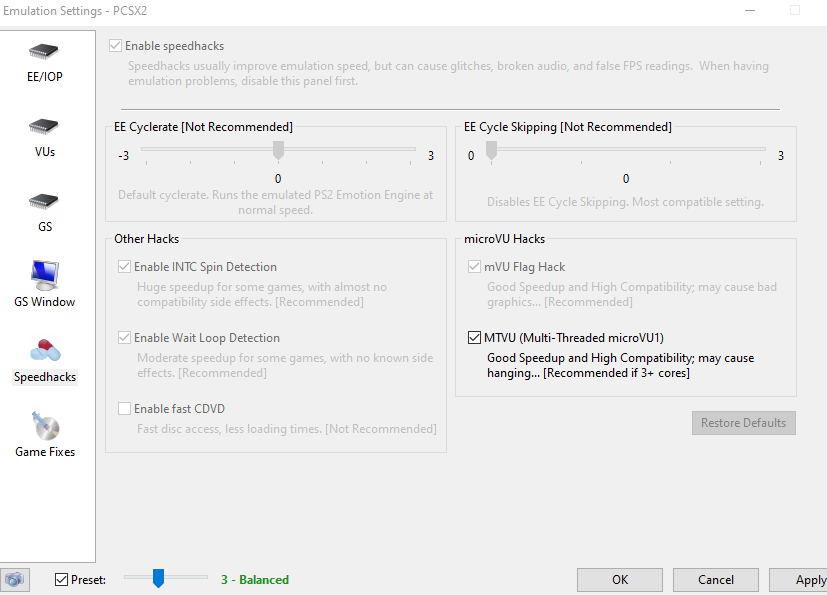 Emulation Settings - PCSX2
EE/IOP
VUs
GS
GS Window
Speedhacks
Game Fixes
Enable speedhacks
Speedhacks usually improve emulation speed, but can cause glitches, broken audio, and false FPS readings.  When having
emulation problems, disable this panel first.
EE Cyclerate [Not Recommended]
-3
3
0
Default cyclerate. Runs the emulated PS2 Emotion Engine at
normal speed.
EE Cycle Skipping [Not Recommended]
0
3
0
Disables EE Cycle Skipping. Most compatible setting.
Other Hacks
Enable INTC Spin Detection
Huge speedup for some games, with almost no
compatibility side effects. [Recommended]
Enable Wait Loop Detection
Moderate speedup for some games, with no known side
effects. [Recommended]
Enable fast CDVD
Fast disc access, less loading times. [Not Recommended]
microVU Hacks
mVU Flag Hack
Good Speedup and High Compatibility; may cause bad
graphics... [Recommended]
MTVU (Multi-Threaded microVU1)
Good Speedup and High Compatibility; may cause
hanging... [Recommended if 3+ cores]
Restore Defaults
Preset:
3 - Balanced
OK
Cancel
Apply